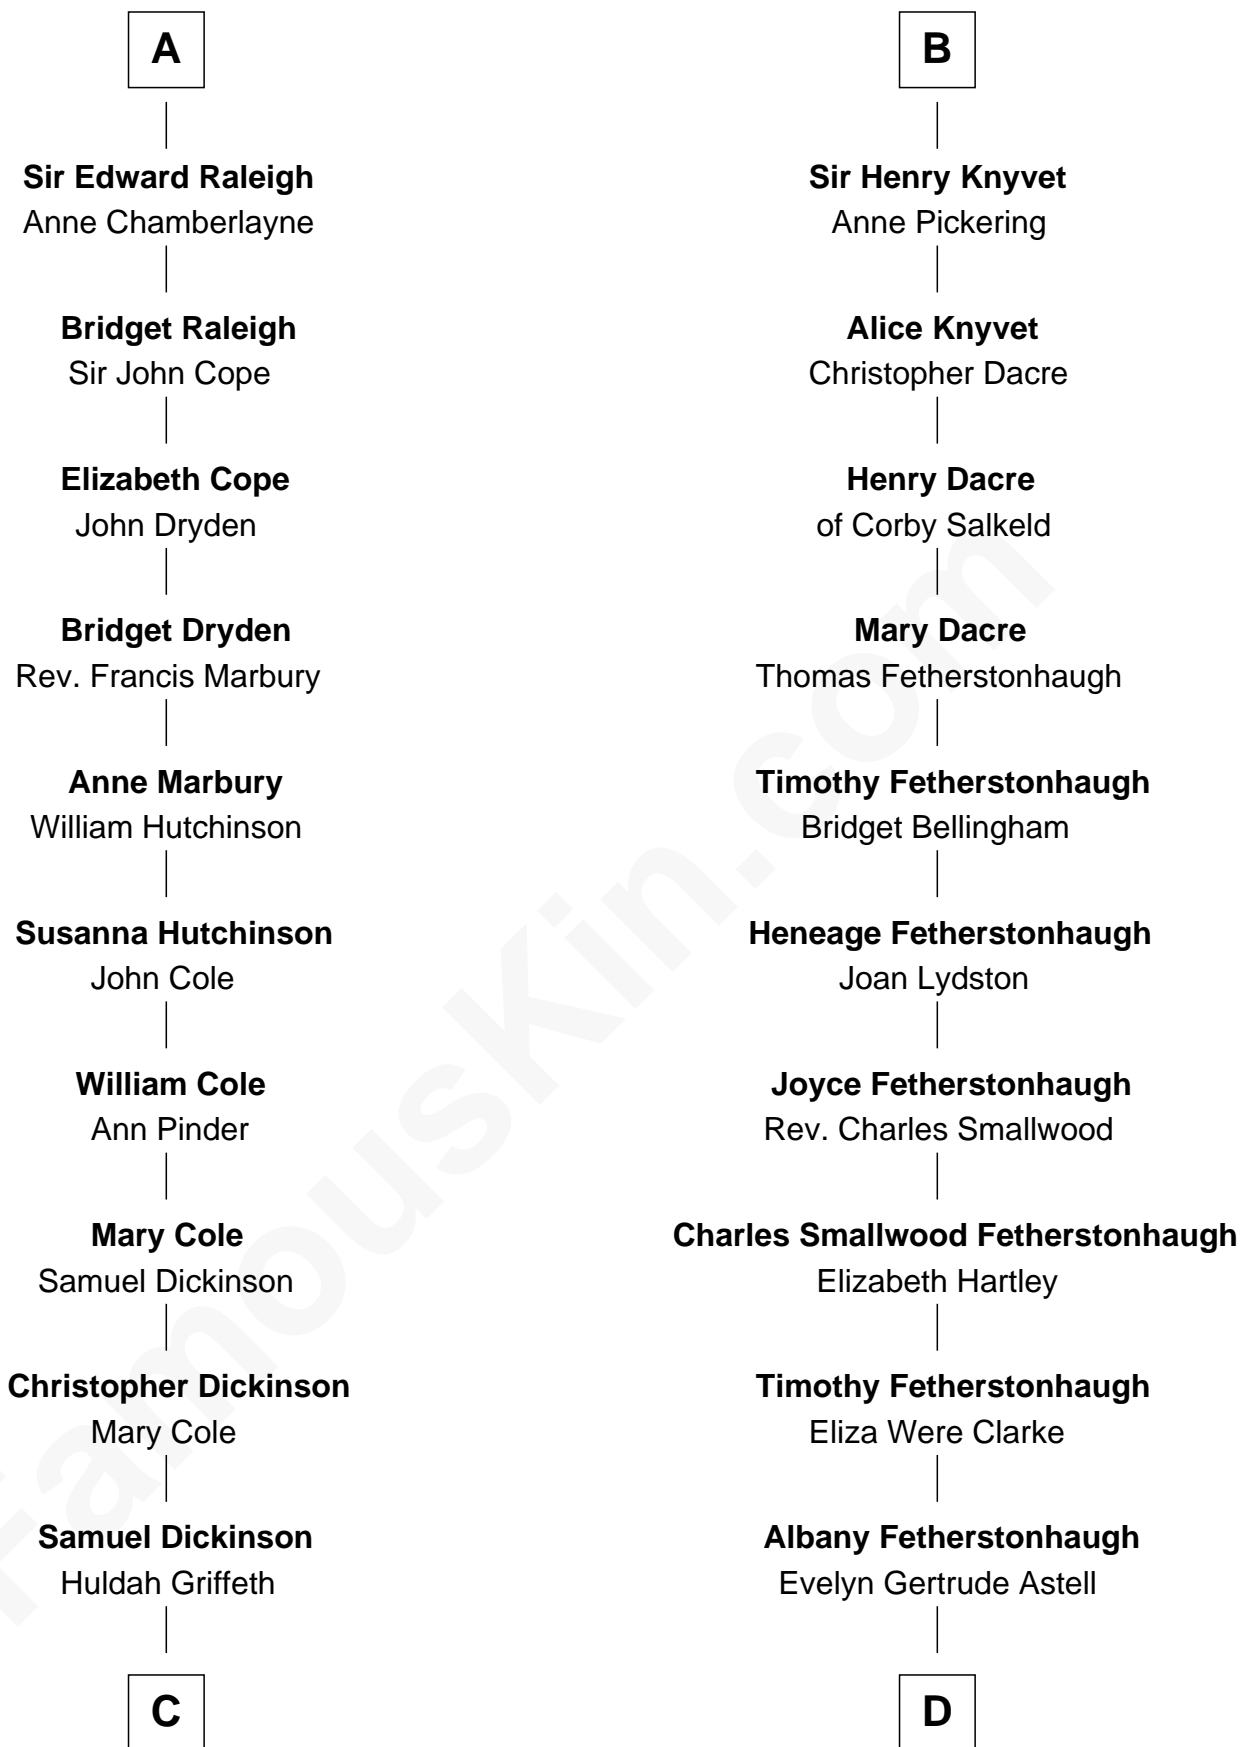 A
Sir Edward Raleigh
Anne Chamberlayne
Bridget Raleigh
Sir John Cope
Elizabeth Cope
John Dryden
Bridget Dryden
Rev. Francis Marbury
Anne Marbury
William Hutchinson
Susanna Hutchinson
John Cole
William Cole
Ann Pinder
Mary Cole
Samuel Dickinson
Christopher Dickinson
Mary Cole
Samuel Dickinson
Huldah Griffeth
C
B
Sir Henry Knyvet
Anne Pickering
Alice Knyvet
Christopher Dacre
Henry Dacre
of Corby Salkeld
Mary Dacre
Thomas Fetherstonhaugh
Timothy Fetherstonhaugh
Bridget Bellingham
Heneage Fetherstonhaugh
Joan Lydston
Joyce Fetherstonhaugh
Rev. Charles Smallwood
Charles Smallwood Fetherstonhaugh
Elizabeth Hartley
Timothy Fetherstonhaugh
Eliza Were Clarke
Albany Fetherstonhaugh
Evelyn Gertrude Astell
D
FamousKin.com